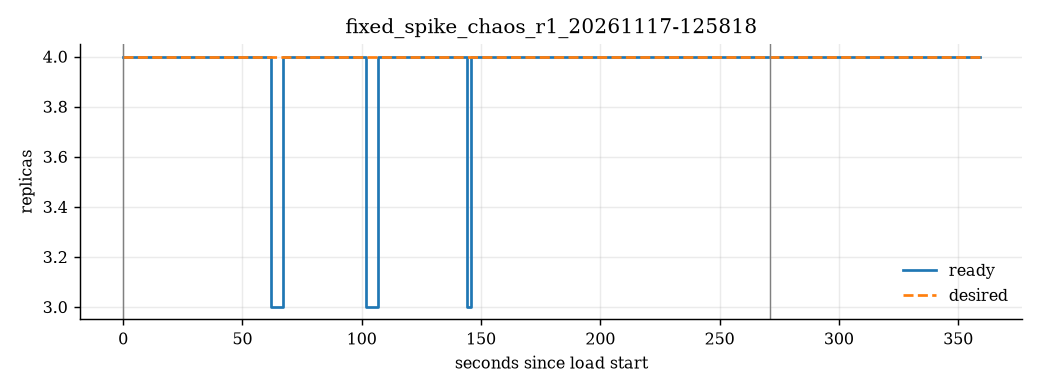 fixed_spike_chaos_r1_20261117-125818
4.0
3.8
3.6
3.4
3.2
3.0
replicas
ready
desired
0 50 100 150 200 250 300 350
seconds since load start